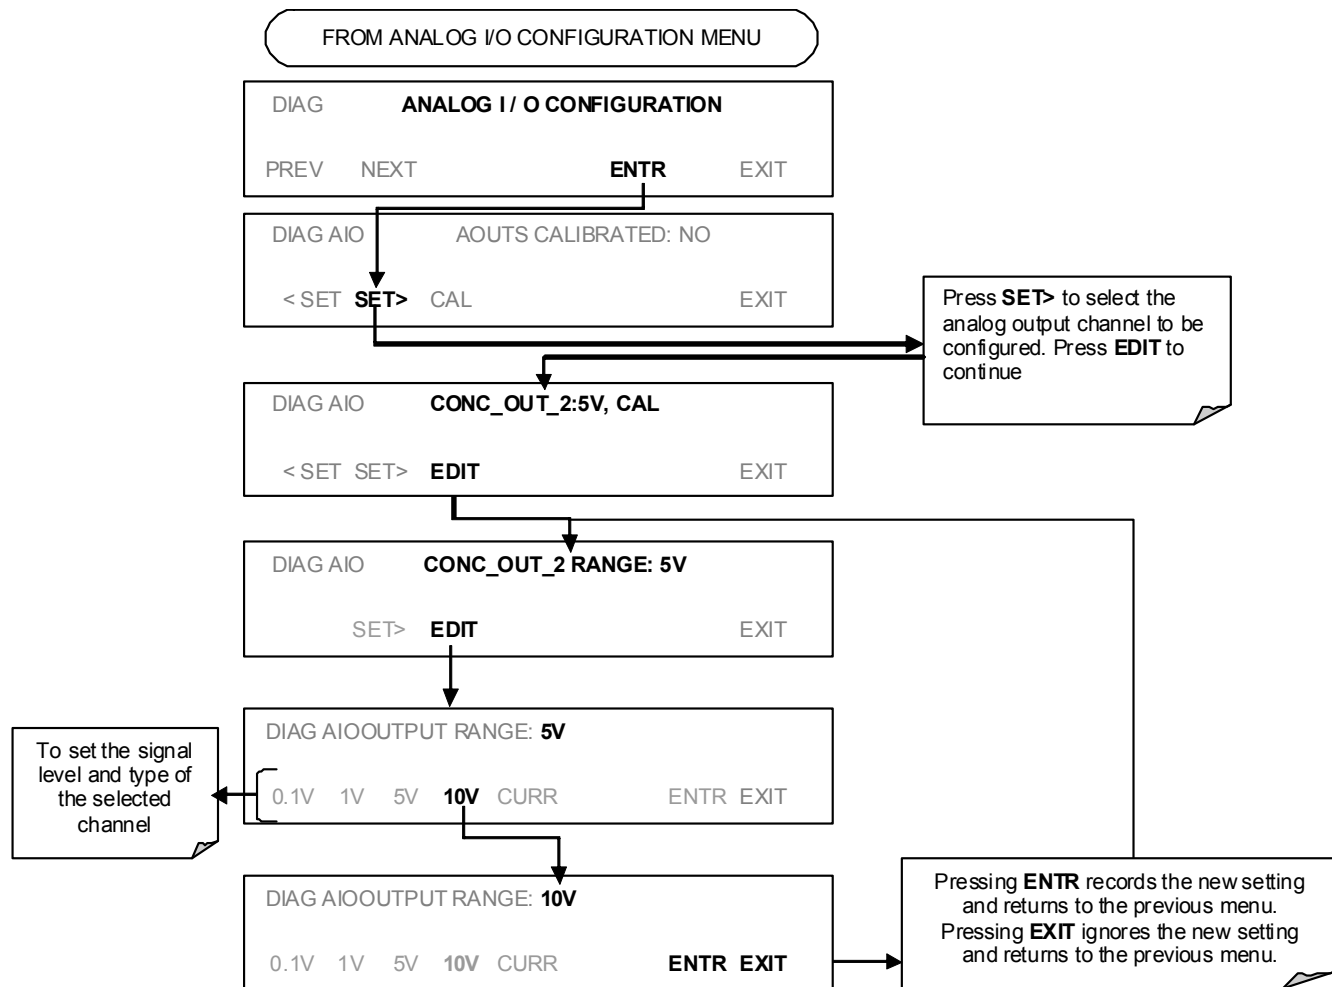 FROM ANALOG I/O CONFIGURATION MENU
DIAG ANALOG I / O CONFIGURATION
PREV NEXT ENTR EXIT
DIAG AIO AOUTS CALIBRATED: NO
< SET SET> CAL EXIT
Press SET> to select the
analog output channel to be
configured. Press EDIT to
continue
DIAG AIO CONC_OUT_2:5V, CAL
< SET SET> EDIT EXIT
DIAG AIO CONC_OUT_2 RANGE: 5V
SET> EDIT EXIT
DIAG AIOOUTPUT RANGE: 5V
0.1V 1V 5V 10V CURR ENTR EXIT
To set the signal
level and type of
the selected
channel
DIAG AIOOUTPUT RANGE: 10V
0.1V 1V 5V 10V CURR ENTR EXIT
Pressing ENTR records the new setting
and returns to the previous menu.
Pressing EXIT ignores the new setting
and returns to the previous menu.